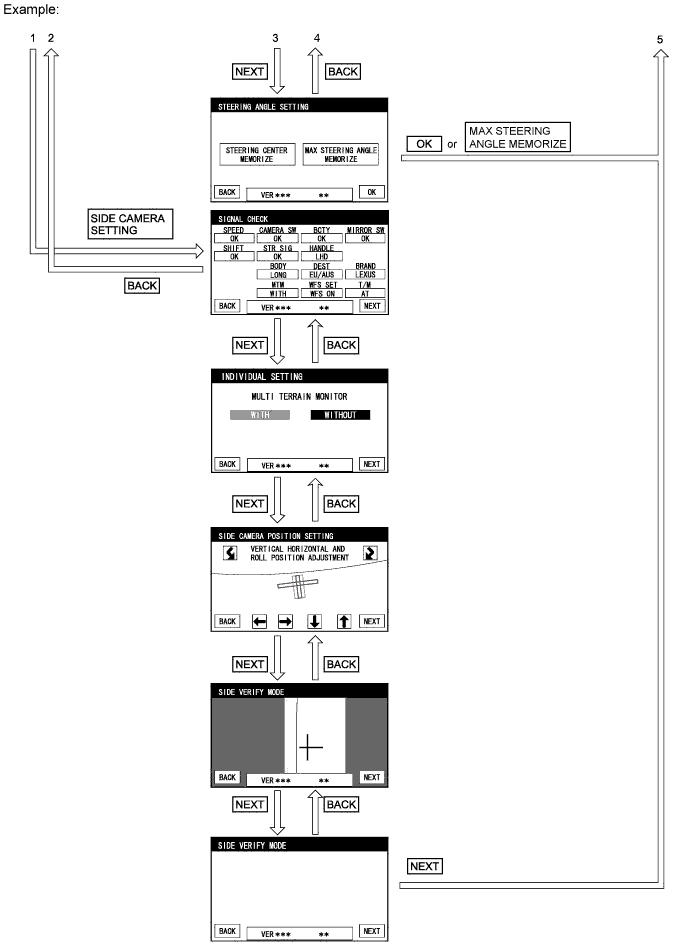 Example:
1 2 3 4 5
NEXT BACK
STEERING ANGLE SETTING
STEERING CENTER
MEMORIZE
MAX STEERING ANGLE
MEMORIZE
BACK VER*** ** OK
OK or
MAX STEERING
ANGLE MEMORIZE
SIDE CAMERA
SETTING
BACK
SIGNAL CHECK
SPEED CAMERA SW BCTY MIRROR SW
OK OK OK OK
SHIFT STR SIG HANDLE
OK OK LHD
BODY DEST BRAND
LONG EU/AUS LEXUS
MTM WFS SET T/M
WITH WFS ON AT
BACK VER*** ** NEXT
NEXT BACK
INDIVIDUAL SETTING
MULTI TERRAIN MONITOR
WITH WITHOUT
BACK VER*** ** NEXT
NEXT BACK
SIDE CAMERA POSITION SETTING
VERTICAL HORIZONTAL AND
ROLL POSITION ADJUSTMENT
BACK NEXT
NEXT BACK
SIDE VERIFY MODE
BACK VER*** ** NEXT
NEXT BACK
SIDE VERIFY MODE
BACK VER*** ** NEXT
NEXT